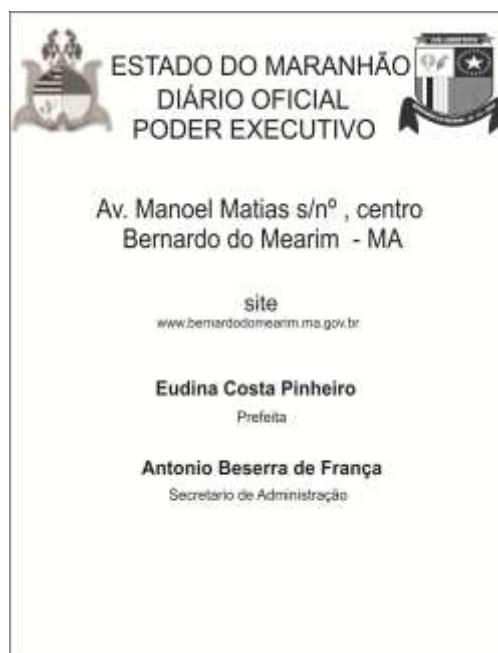 ESTADO DO MARANHÃO
DIÁRIO OFICIAL
PODER EXECUTIVO
Av. Manoel Matias s/nº , centro
Bernardo do Mearim - MA
site
www.bernardodomearim.ma.gov.br
Eudina Costa Pinheiro
Prefeita
Antonio Beserra de França
Secretario de Administração